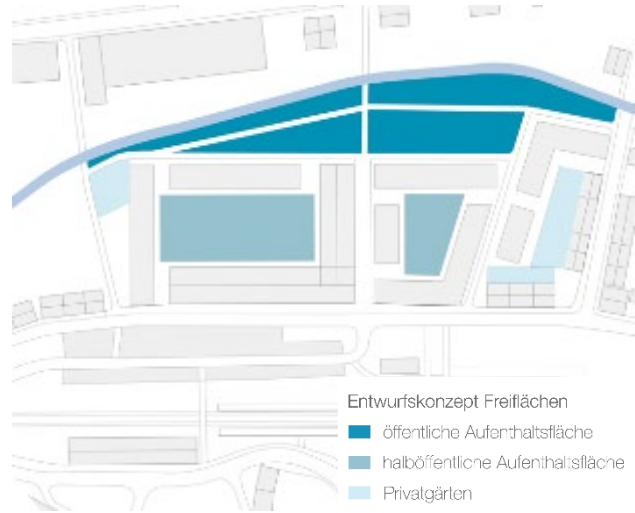 Entwurfskonzept Freiflächen
öffentliche Aufenthaltsfläche
halböffentliche Aufenthaltsfläche
Privatgärten